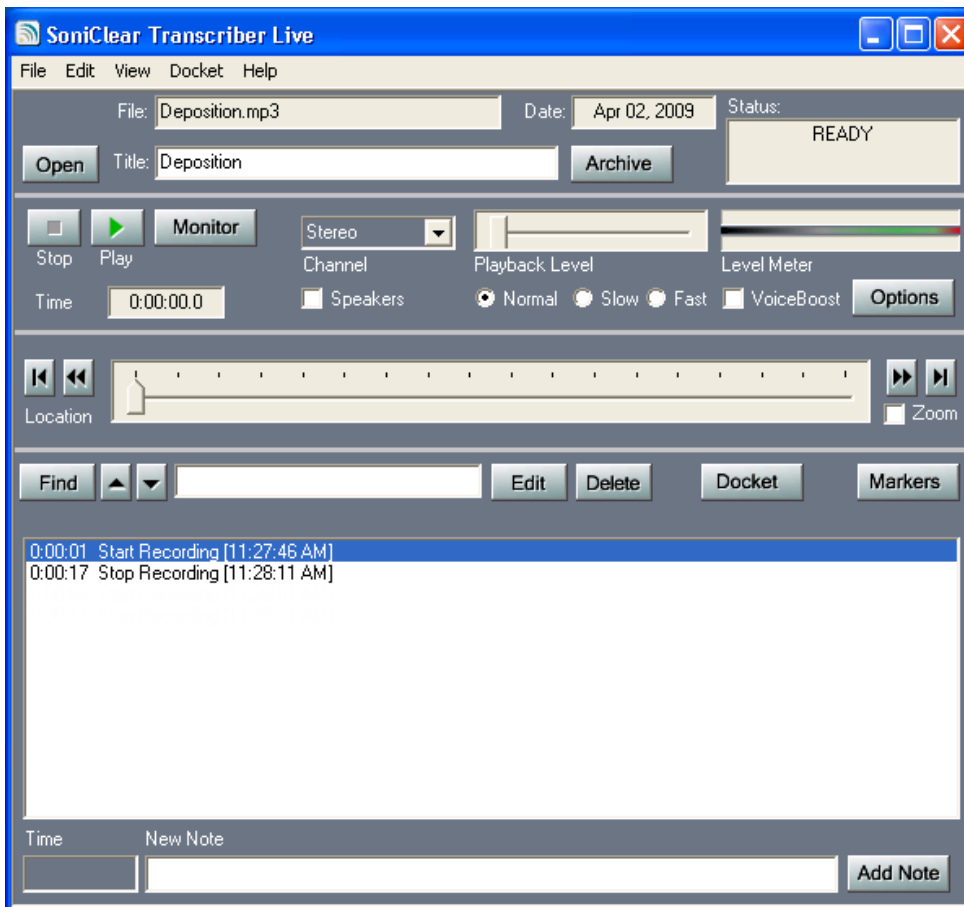 SoniClear Transcriber Live
File Edit View Docket Help
File: Deposition.mp3 Date: Apr 02, 2009 Status:
READY
Open Title: Deposition Archive
Monitor Stereo
Stop Play Channel Playback Level Level Meter
Time 0:00:00.0 Speakers Normal Slow Fast VoiceBoost Options
Location Zoom
Find Edit Delete Docket Markers
0:00:01 Start Recording [11:27:46 AM]
0:00:17 Stop Recording [11:28:11 AM]
Time New Note
Add Note